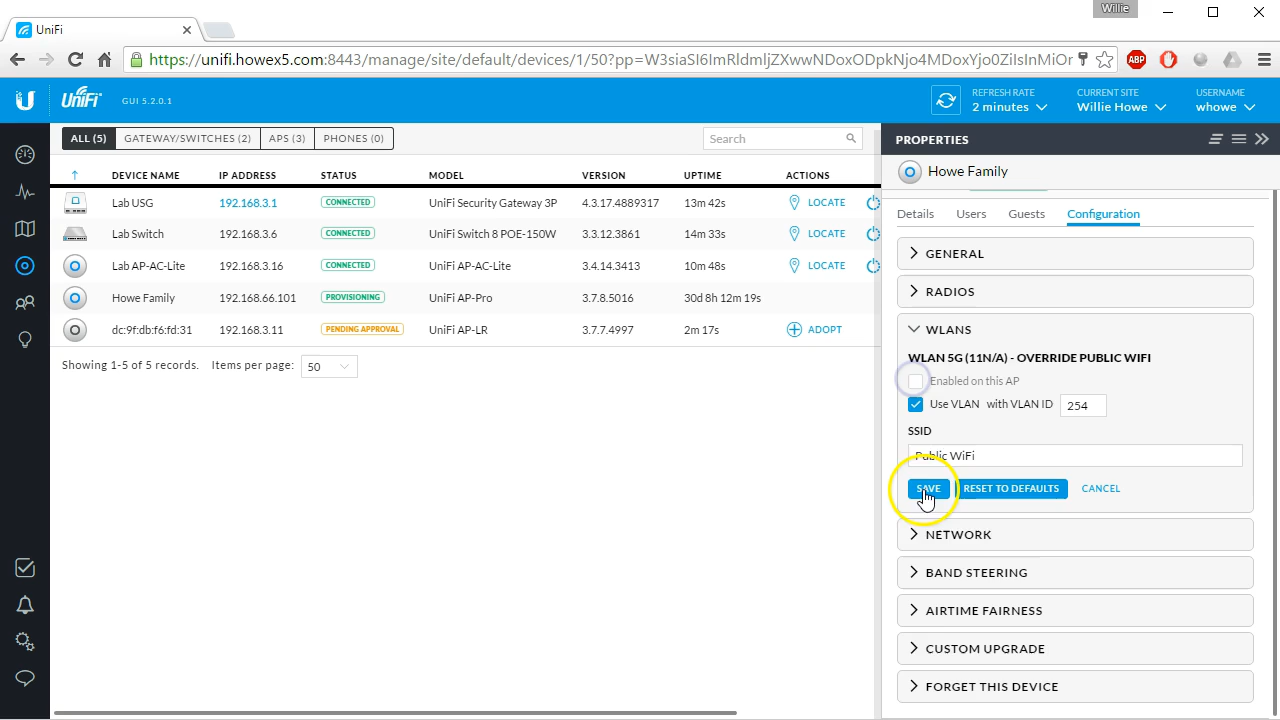 Willie
UniFi
https://unifi.howex5.com:8443/manage/site/default/devices/1/50?pp=W3siaSI6ImRldmljZXwwNDoxODpkNjo4MDoxYjo0ZiIsInMiOr
ABP
U
UniFi
GUI 5.2.0.1
REFRESH RATE
2 minutes
CURRENT SITE
Willie Howe
USERNAME
whowe
ALL (5) GATEWAY/SWITCHES (2) APS (3) PHONES (0)
Search
DEVICE NAME IP ADDRESS STATUS MODEL VERSION UPTIME ACTIONS
Lab USG 192.168.3.1 CONNECTED UniFi Security Gateway 3P 4.3.17.4889317 13m 42s LOCATE
Lab Switch 192.168.3.6 CONNECTED UniFi Switch 8 POE-150W 3.3.12.3861 14m 33s LOCATE
Lab AP-AC-Lite 192.168.3.16 CONNECTED UniFi AP-AC-Lite 3.4.14.3413 10m 48s LOCATE
Howe Family 192.168.66.101 PROVISIONING UniFi AP-Pro 3.7.8.5016 30d 8h 12m 19s
dc:9f:db:f6:fd:31 192.168.3.11 PENDING APPROVAL UniFi AP-LR 3.7.7.4997 2m 17s ADOPT
Showing 1-5 of 5 records. Items per page: 50
PROPERTIES
Howe Family
Details Users Guests Configuration
GENERAL
RADIOS
WLANS
WLAN 5G (11N/A) - OVERRIDE PUBLIC WIFI
Enabled on this AP
Use VLAN with VLAN ID 254
SSID
Public WiFi
SAVE RESET TO DEFAULTS CANCEL
NETWORK
BAND STEERING
AIRTIME FAIRNESS
CUSTOM UPGRADE
FORGET THIS DEVICE